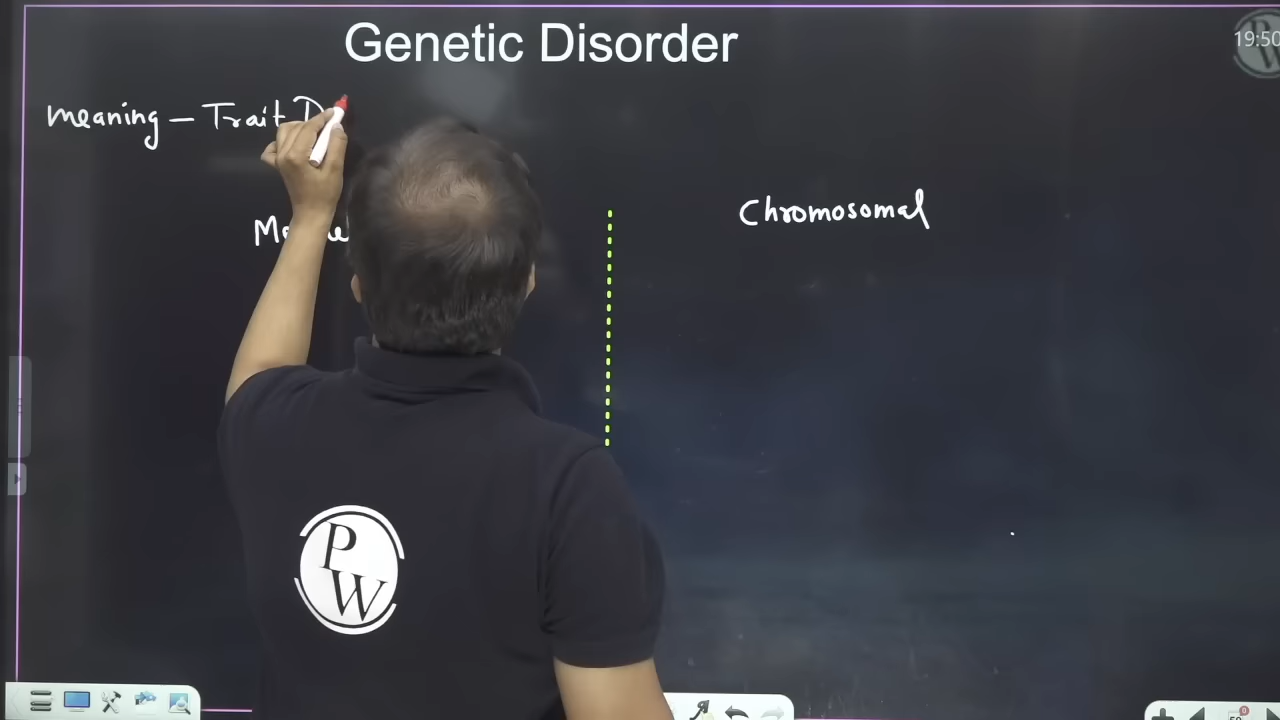 Genetic Disorder
19:50
meaning – Trait D
Chromosomal
P
W